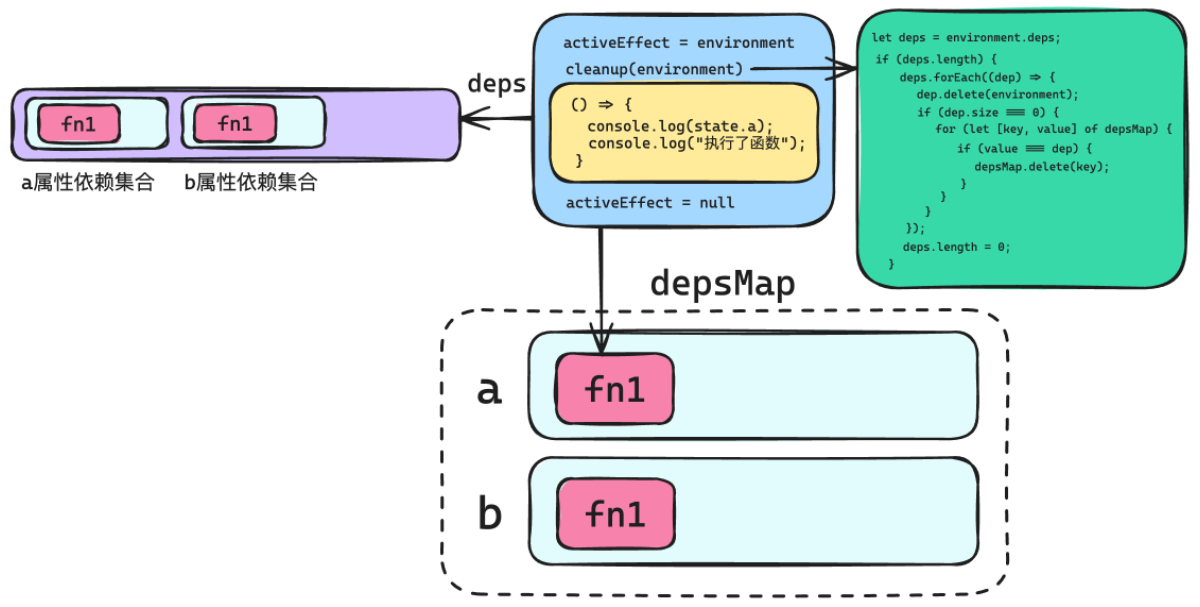 activeEffect = environment
cleanup(environment)
() => {
console.log(state.a);
console.log("执行了函数");
}
activeEffect = null
let deps = environment.deps;
if (deps.length) {
deps.forEach((dep) => {
dep.delete(environment);
if (dep.size === 0) {
for (let [key, value] of depsMap) {
if (value === dep) {
depsMap.delete(key);
}
}
}
});
deps.length = 0;
}
deps
fn1
fn1
a属性依赖集合
b属性依赖集合
depsMap
a
fn1
b
fn1